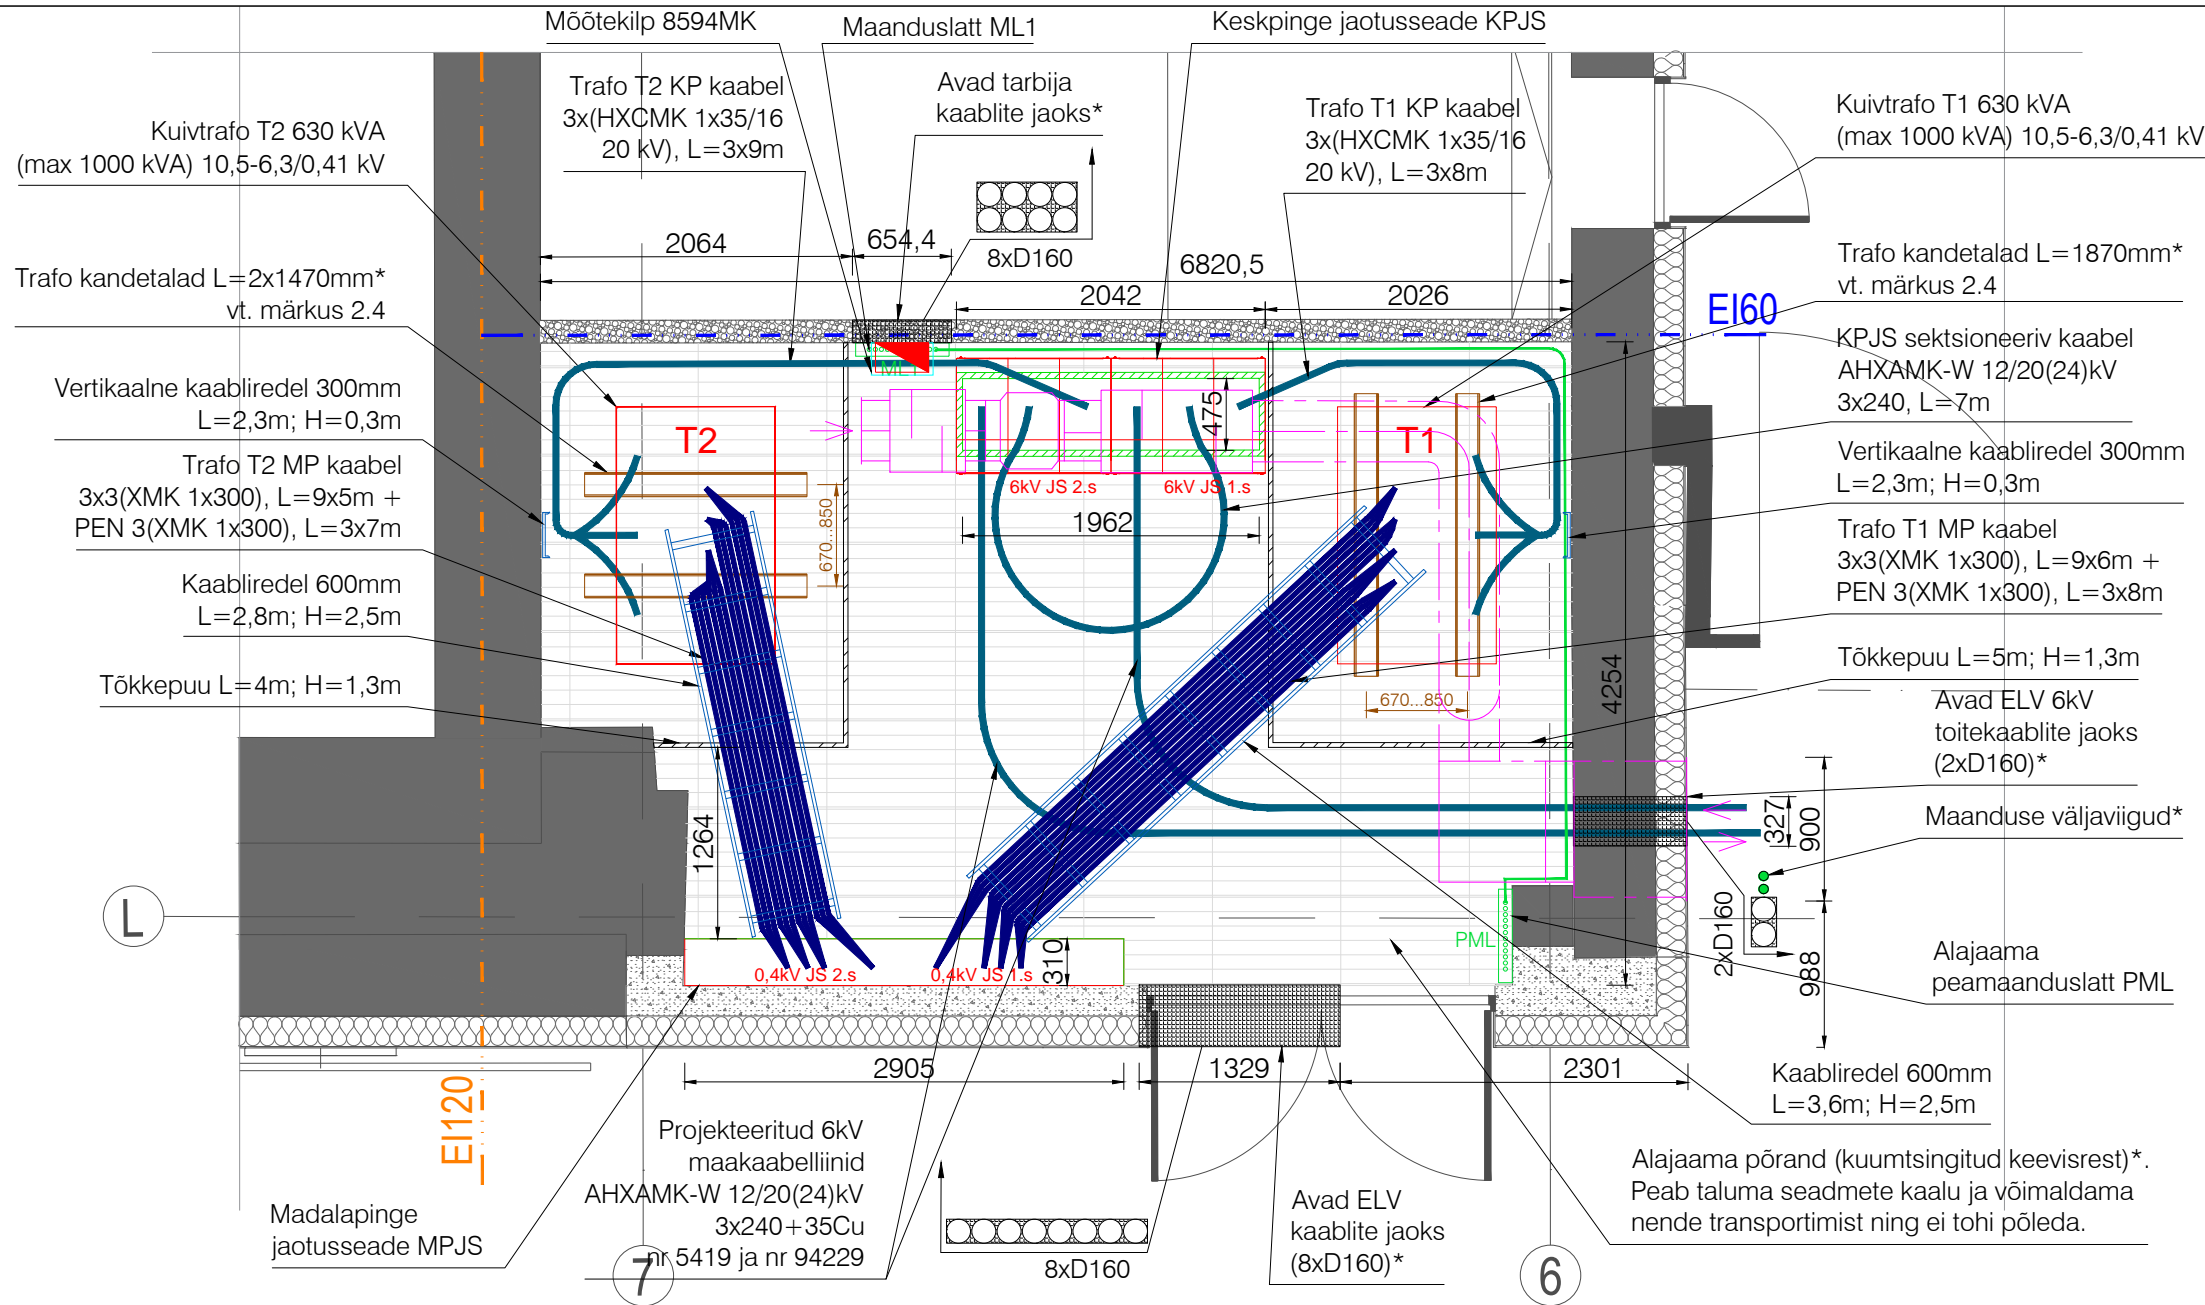 Mõõtekilp 8594MK
Maanduslatt ML1
Keskpinge jaotusseade KPJS
Kuivtrafo T2 630 kVA
(max 1000 kVA) 10,5-6,3/0,41 kV
Trafo T2 KP kaabel
3x(HXCMK 1x35/16
20 kV), L=3x9m
Avad tarbija
kaablite jaoks*
8xD160
Trafo T1 KP kaabel
3x(HXCMK 1x35/16
20 kV), L=3x8m
Kuivtrafo T1 630 kVA
(max 1000 kVA) 10,5-6,3/0,41 kV
2064
654,4
6820,5
2042
2026
Trafo kandetalad L=2x1470mm*
vt. märkus 2.4
Trafo kandetalad L=1870mm*
vt. märkus 2.4
EI60
KPJS sektsioneeriv kaabel
AHXAMK-W 12/20(24)kV
3x240, L=7m
Vertikaalne kaabliredel 300mm
L=2,3m; H=0,3m
Vertikaalne kaabliredel 300mm
L=2,3m; H=0,3m
ML1
T2
T1
475
6kV JS 2.s
6kV JS 1.s
1962
Trafo T2 MP kaabel
3x3(XMK 1x300), L=9x5m +
PEN 3(XMK 1x300), L=3x7m
Trafo T1 MP kaabel
3x3(XMK 1x300), L=9x6m +
PEN 3(XMK 1x300), L=3x8m
670...850
670...850
Kaabliredel 600mm
L=2,8m; H=2,5m
Tõkkepuu L=4m; H=1,3m
Tõkkepuu L=5m; H=1,3m
4254
Avad ELV 6kV
toitekaablite jaoks
(2xD160)*
327
900
Maanduse väljaviigud*
1264
L
2xD160
988
PML
Alajaama
peamaanduslatt PML
0,4kV JS 2.s
0,4kV JS 1.s
310
2905
1329
2301
Kaabliredel 600mm
L=3,6m; H=2,5m
EI120
Projekteeritud 6kV
maakaabelliinid
AHXAMK-W 12/20(24)kV
3x240+35Cu
nr 5419 ja nr 94229
Madalapinge
jaotusseade MPJS
8xD160
Avad ELV
kaablite jaoks
(8xD160)*
Alajaama põrand (kuumtsingitud keevisrest)*.
Peab taluma seadmete kaalu ja võimaldama
nende transportimist ning ei tohi põleda.
7
6